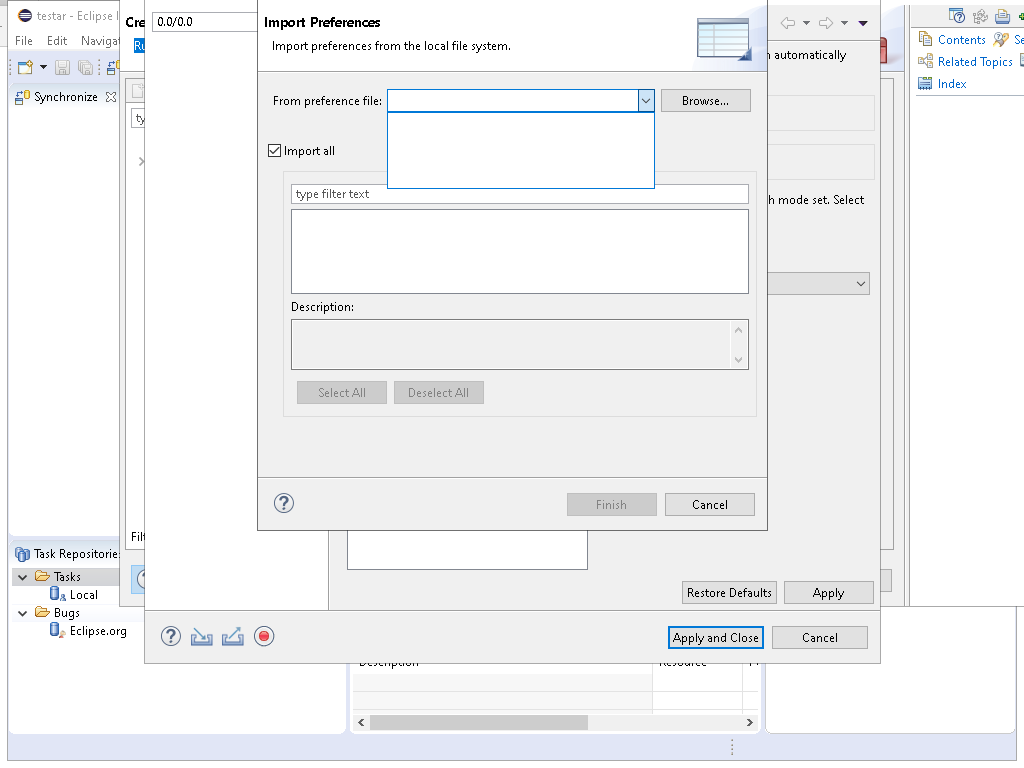 testar - Eclipse I
File Edit Navigat
Synchronize
Cre
Ru
0.0/0.0
ty
Import Preferences
Import preferences from the local file system.
From preference file:
Browse...
Import all
type filter text
Description:
Select All
Deselect All
Finish
Cancel
automatically
h mode set. Select
Contents
Se
Related Topics
Index
Filt
Task Repositorie
Tasks
Local
Bugs
Eclipse.org
Restore Defaults
Apply
Apply and Close
Cancel
Description
Resource